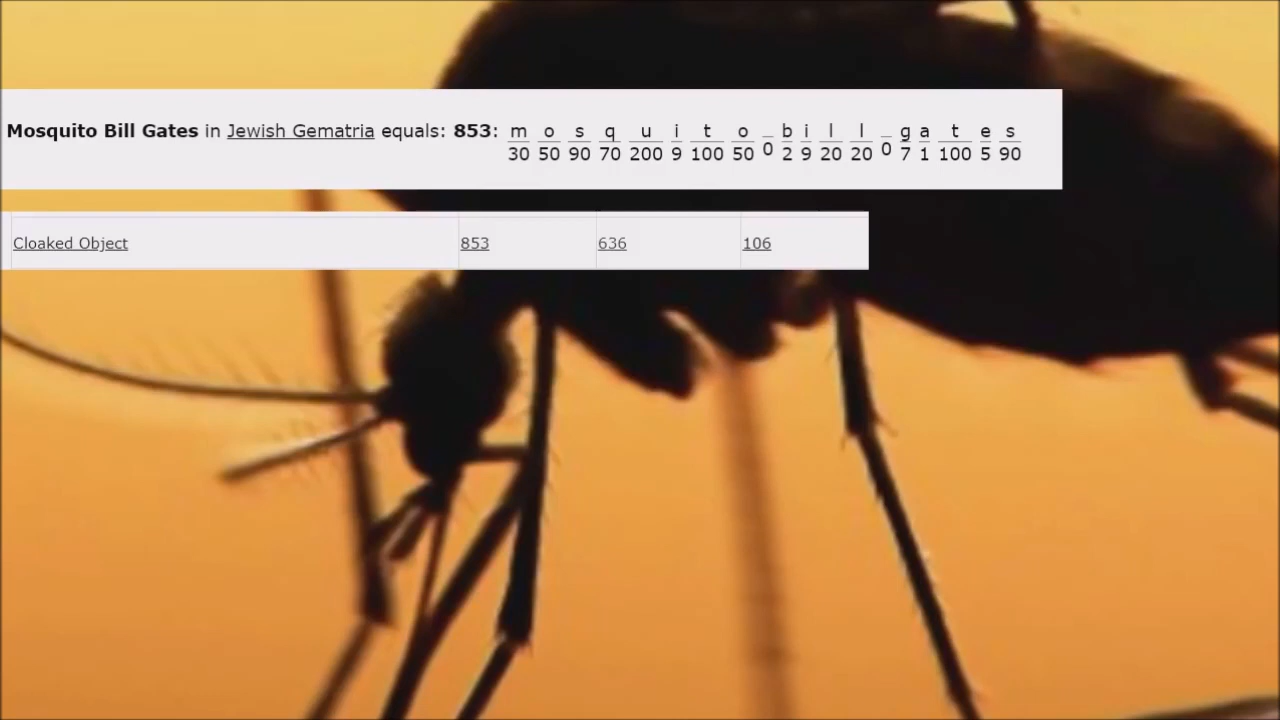 Mosquito Bill Gates in Jewish Gematria equals: 853: m o s q u i t o _ b i l l _ g a t e s
30 50 90 70 200 9 100 50 0 2 9 20 20 0 7 1 100 5 90
Cloaked Object 853 636 106